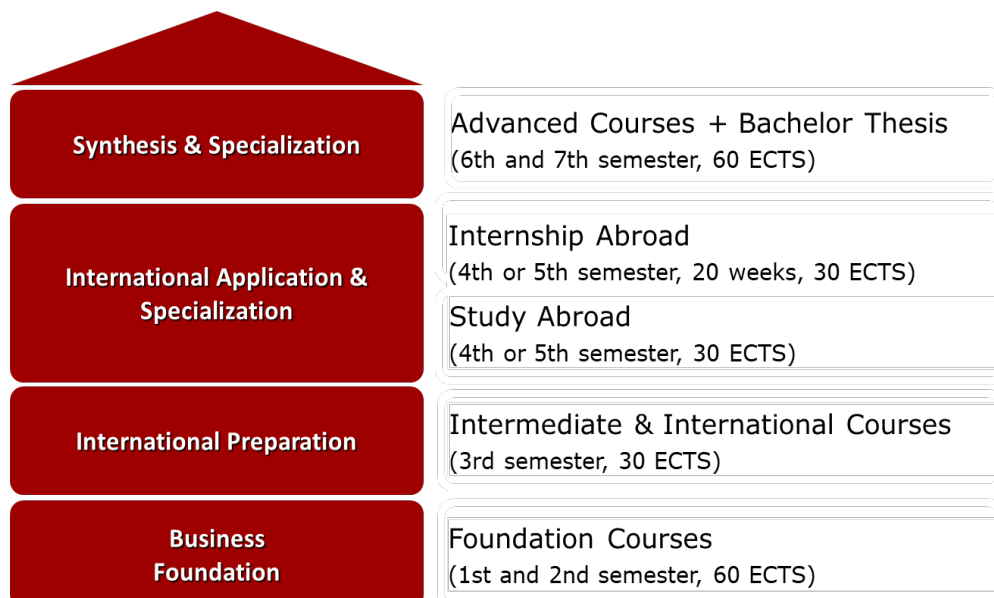 Synthesis & Specialization
Advanced Courses + Bachelor Thesis
(6th and 7th semester, 60 ECTS)
International Application &
Specialization
Internship Abroad
(4th or 5th semester, 20 weeks, 30 ECTS)
Study Abroad
(4th or 5th semester, 30 ECTS)
International Preparation
Intermediate & International Courses
(3rd semester, 30 ECTS)
Business
Foundation
Foundation Courses
(1st and 2nd semester, 60 ECTS)